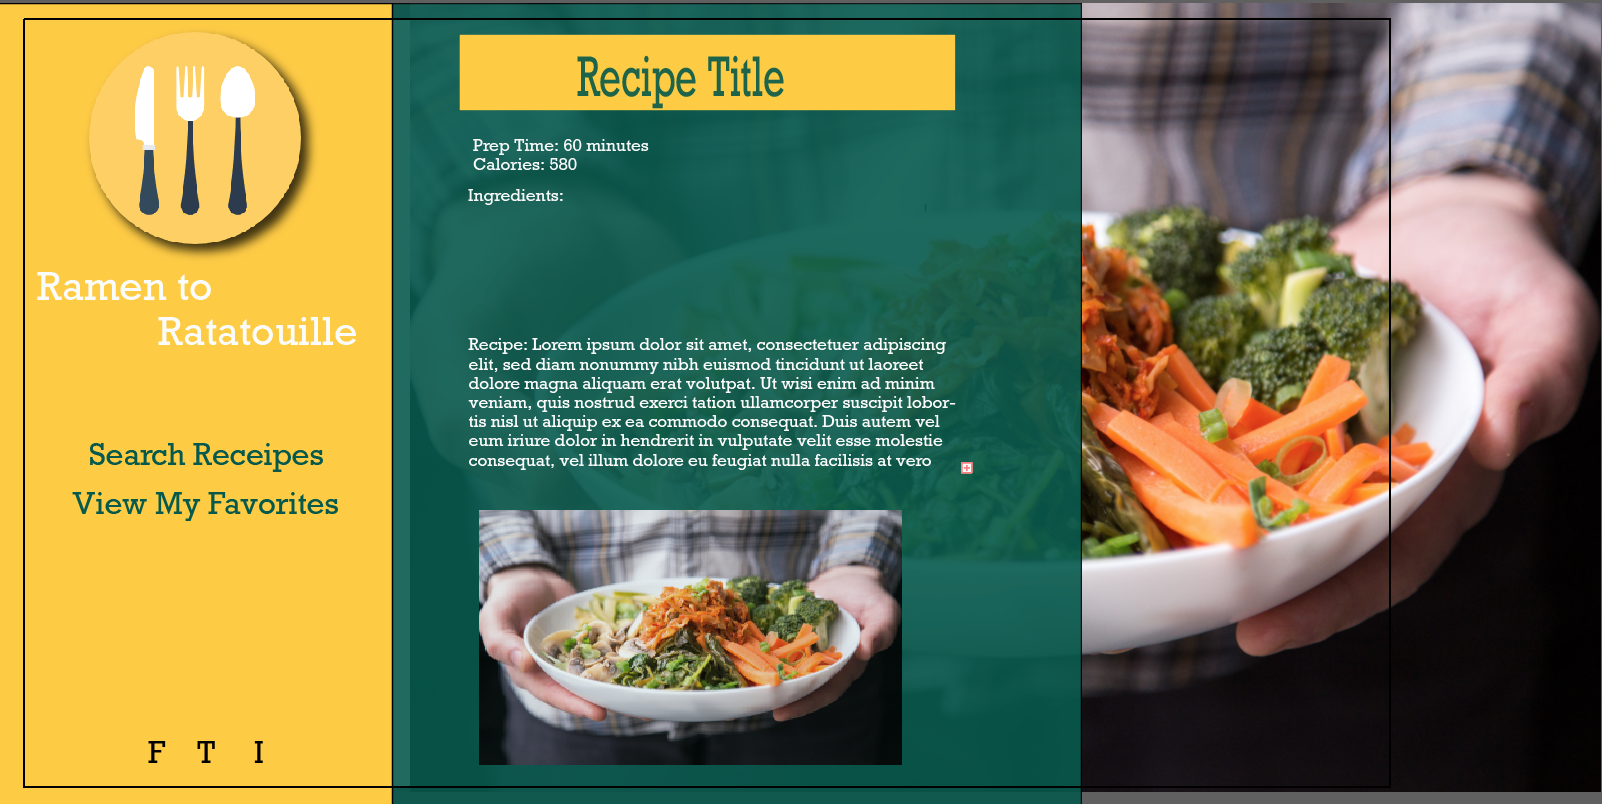 Ramen to
Ratatouille
Search Receipes
View My Favorites
F T I
Recipe Title
Prep Time: 60 minutes
Calories: 580
Ingredients:
Recipe: Lorem ipsum dolor sit amet, consectetuer adipiscing
elit, sed diam nonummy nibh euismod tincidunt ut laoreet
dolore magna aliquam erat volutpat. Ut wisi enim ad minim
veniam, quis nostrud exerci tation ullamcorper suscipit lobor-
tis nisl ut aliquip ex ea commodo consequat. Duis autem vel
eum iriure dolor in hendrerit in vulputate velit esse molestie
consequat, vel illum dolore eu feugiat nulla facilisis at vero